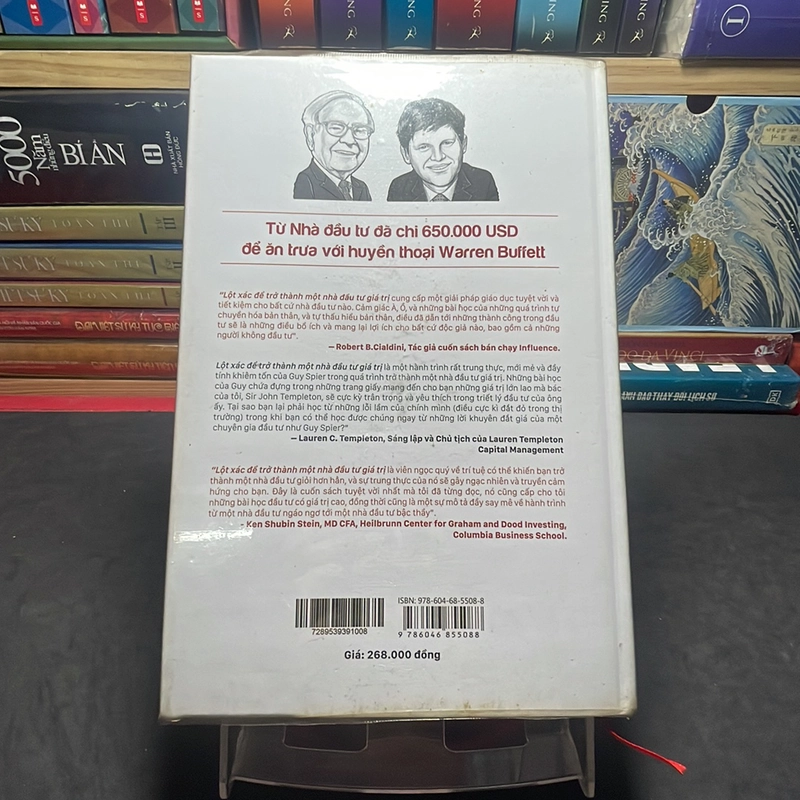 5000
Năm
BÍ ẨN
NHÀ XUẤT BẢN
HỒNG ĐỨC
III
II
I
Từ Nhà đầu tư đã chi 650.000 USD
để ăn trưa với huyền thoại Warren Buffett
"Lột xác để trở thành một nhà đầu tư giá trị cung cấp một giải pháp giáo dục tuyệt vời và
tiết kiệm cho bất cứ nhà đầu tư nào. Cảm giác À, Ồ, và những bài học của những quá trình tự
chuyển hóa bản thân, và tự thấu hiểu bản thân, điều đã dẫn tới những thành công trong đầu
tư sẽ là những điều bổ ích và mang lại lợi ích cho bất cứ độc giả nào, bao gồm cả những
người không đầu tư".
— Robert B.Cialdini, Tác giả cuốn sách bán chạy Influence.
Lột xác để trở thành một nhà đầu tư giá trị là một hành trình rất trung thực, mới mẻ và đầy
tính khiêm tốn của Guy Spier trong quá trình trở thành một nhà đầu tư giá trị. Những bài học
của Guy chứa đựng trong những trang giấy mang đến cho bạn những giá trị lớn lao mà bác
của tôi, Sir John Templeton, sẽ cực kỳ trân trọng và yêu thích trong triết lý đầu tư của ông
ấy. Tại sao bạn lại phải học từ những lỗi lầm của chính mình (điều cực kì đắt đỏ trong thị
trường) trong khi bạn có thể học được chúng ngay từ những lời khuyên đắt giá của một
chuyên gia đầu tư như Guy Spier?"
— Lauren C. Templeton, Sáng lập và Chủ tịch của Lauren Templeton
Capital Management
"Lột xác để trở thành một nhà đầu tư giá trị là viên ngọc quý về trí tuệ có thể khiến bạn trở
thành một nhà đầu tư giỏi hơn hẳn, và sự trung thực của nó sẽ gây ngạc nhiên và truyền cảm
hứng cho bạn. Đây là cuốn sách tuyệt vời nhất mà tôi đã từng đọc, nó cũng cấp cho tôi
những bài học đầu tư có giá trị cao, đồng thời cũng là một sự mô tả đầy say mê về hành trình
từ một nhà đầu tư ngáo ngơ tới một nhà đầu tư bậc thầy".
- Ken Shubin Stein, MD CFA, Heilbrunn Center for Graham and Dood Investing,
Columbia Business School.
ISBN: 978-604-68-5508-8
7289539391008
9 786046 855088
Giá: 268.000 đồng
DK